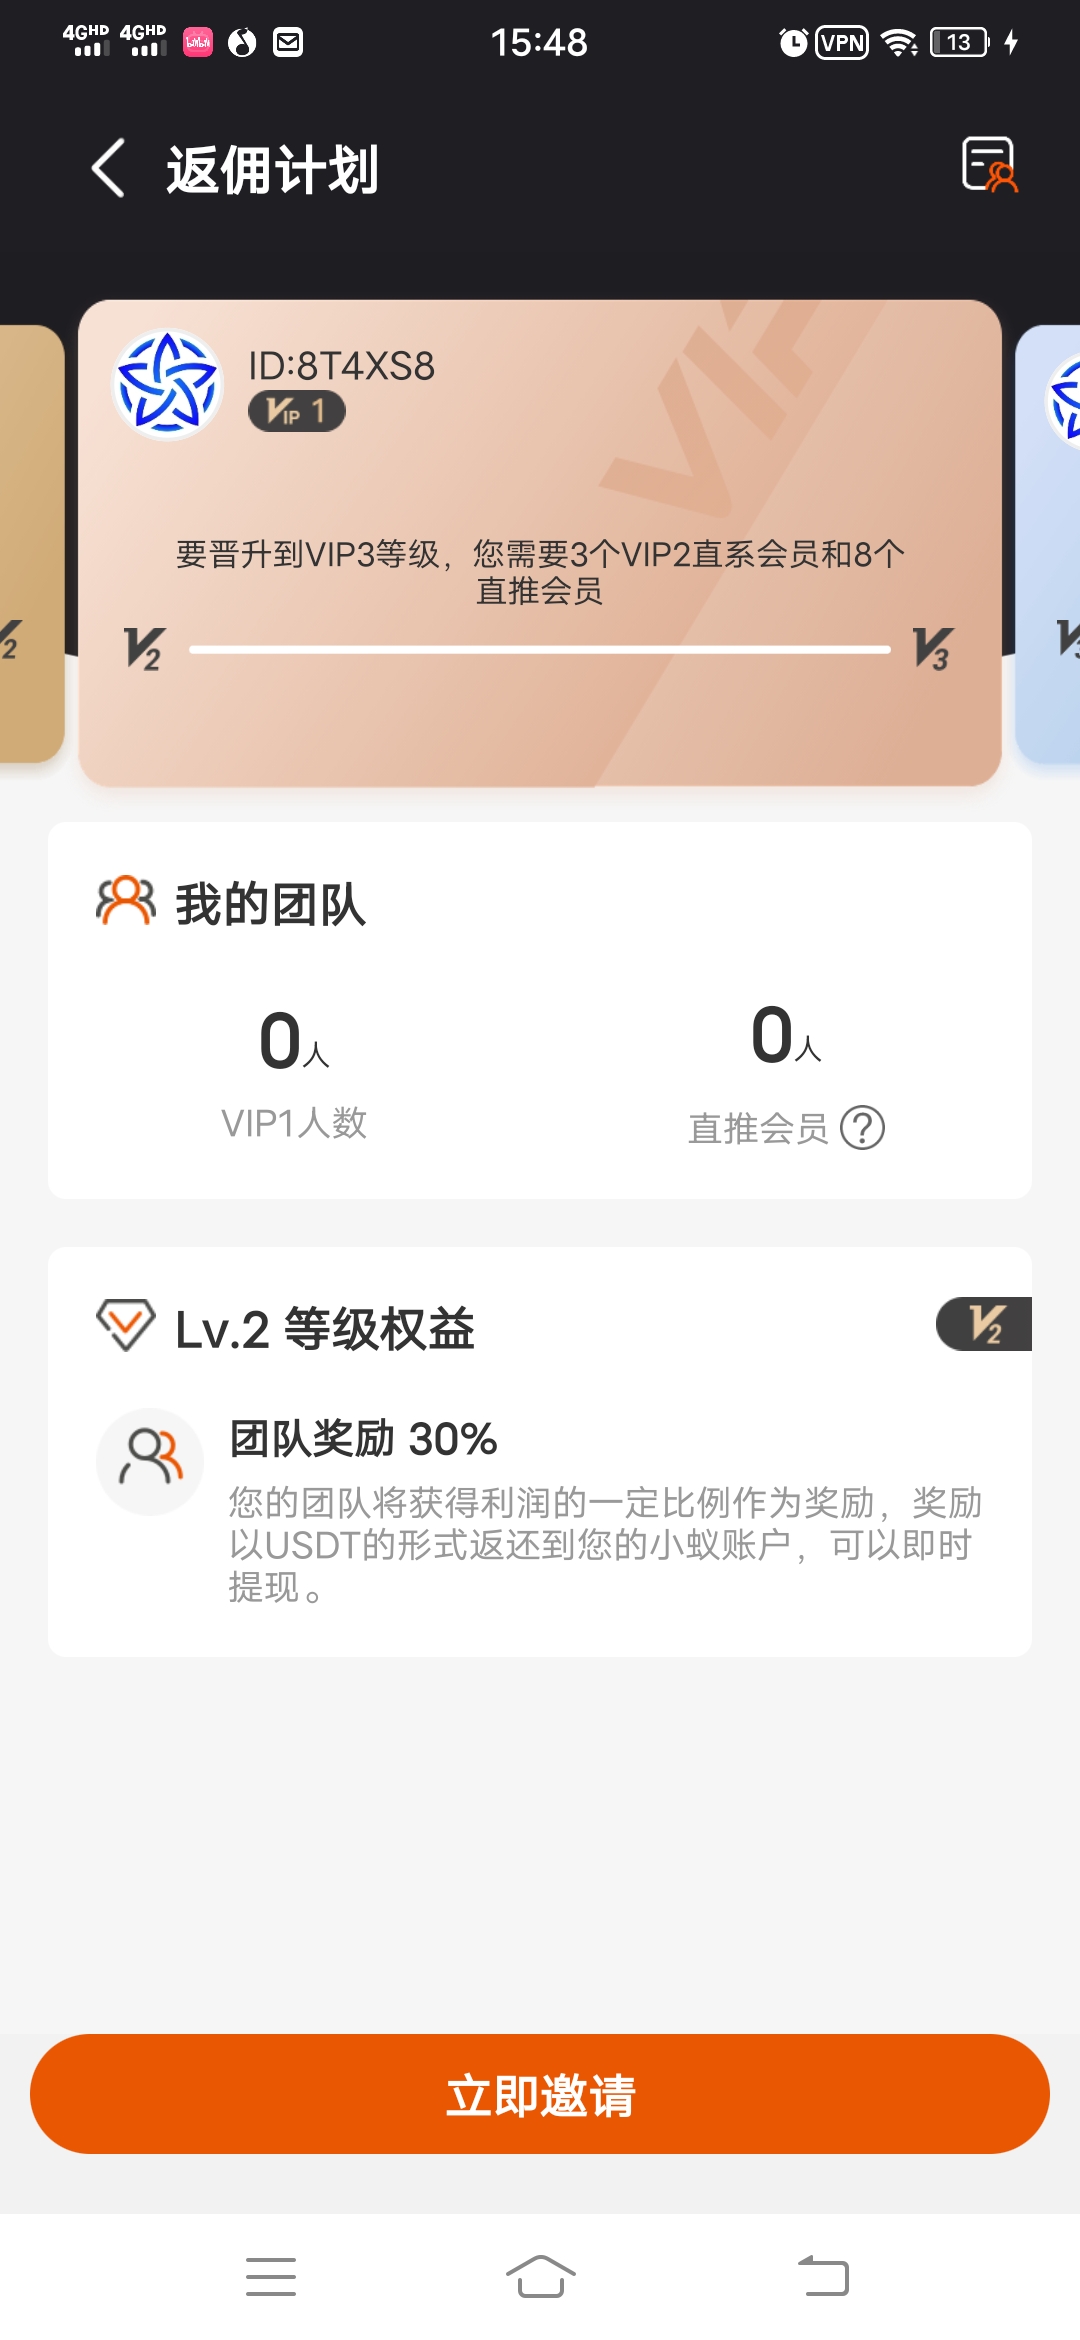 4GHD 4GHD bilibili 15:48 VPN 13
返佣计划
ID:8T4XS8
VIP 1
VIP
要晋升到VIP3等级，您需要3个VIP2直系会员和8个
直推会员
V2 V2 V3 V3
我的团队
0人 0人
VIP1人数 直推会员 ?
Lv.2 等级权益 V2
团队奖励 30%
您的团队将获得利润的一定比例作为奖励，奖励
以USDT的形式返还到您的小蚁账户，可以即时
提现。
立即邀请